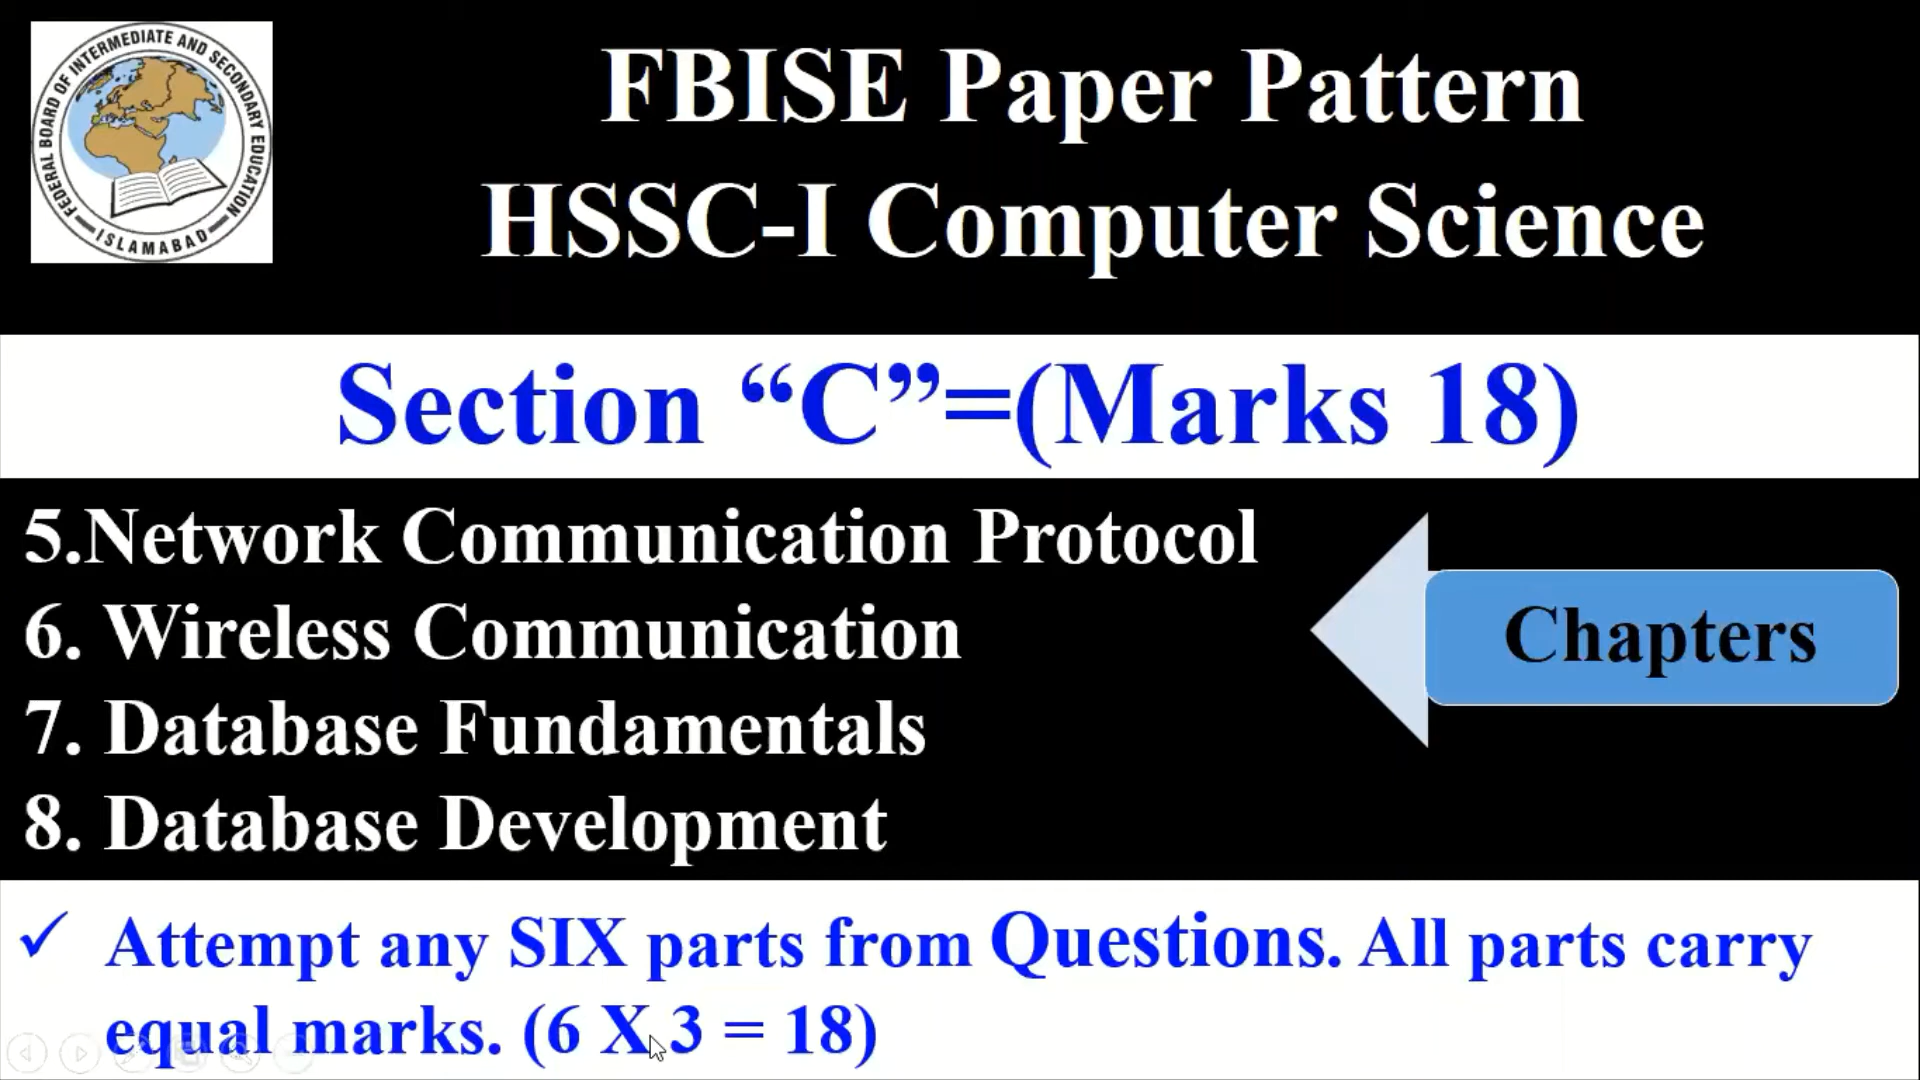 FEDERAL BOARD OF INTERMEDIATE AND SECONDARY EDUCATION
ISLAMABAD
FBISE Paper Pattern
HSSC-I Computer Science
Section “C”=(Marks 18)
5.Network Communication Protocol
6. Wireless Communication
7. Database Fundamentals
8. Database Development
Chapters
✓ Attempt any SIX parts from Questions. All parts carry
equal marks. (6 X 3 = 18)